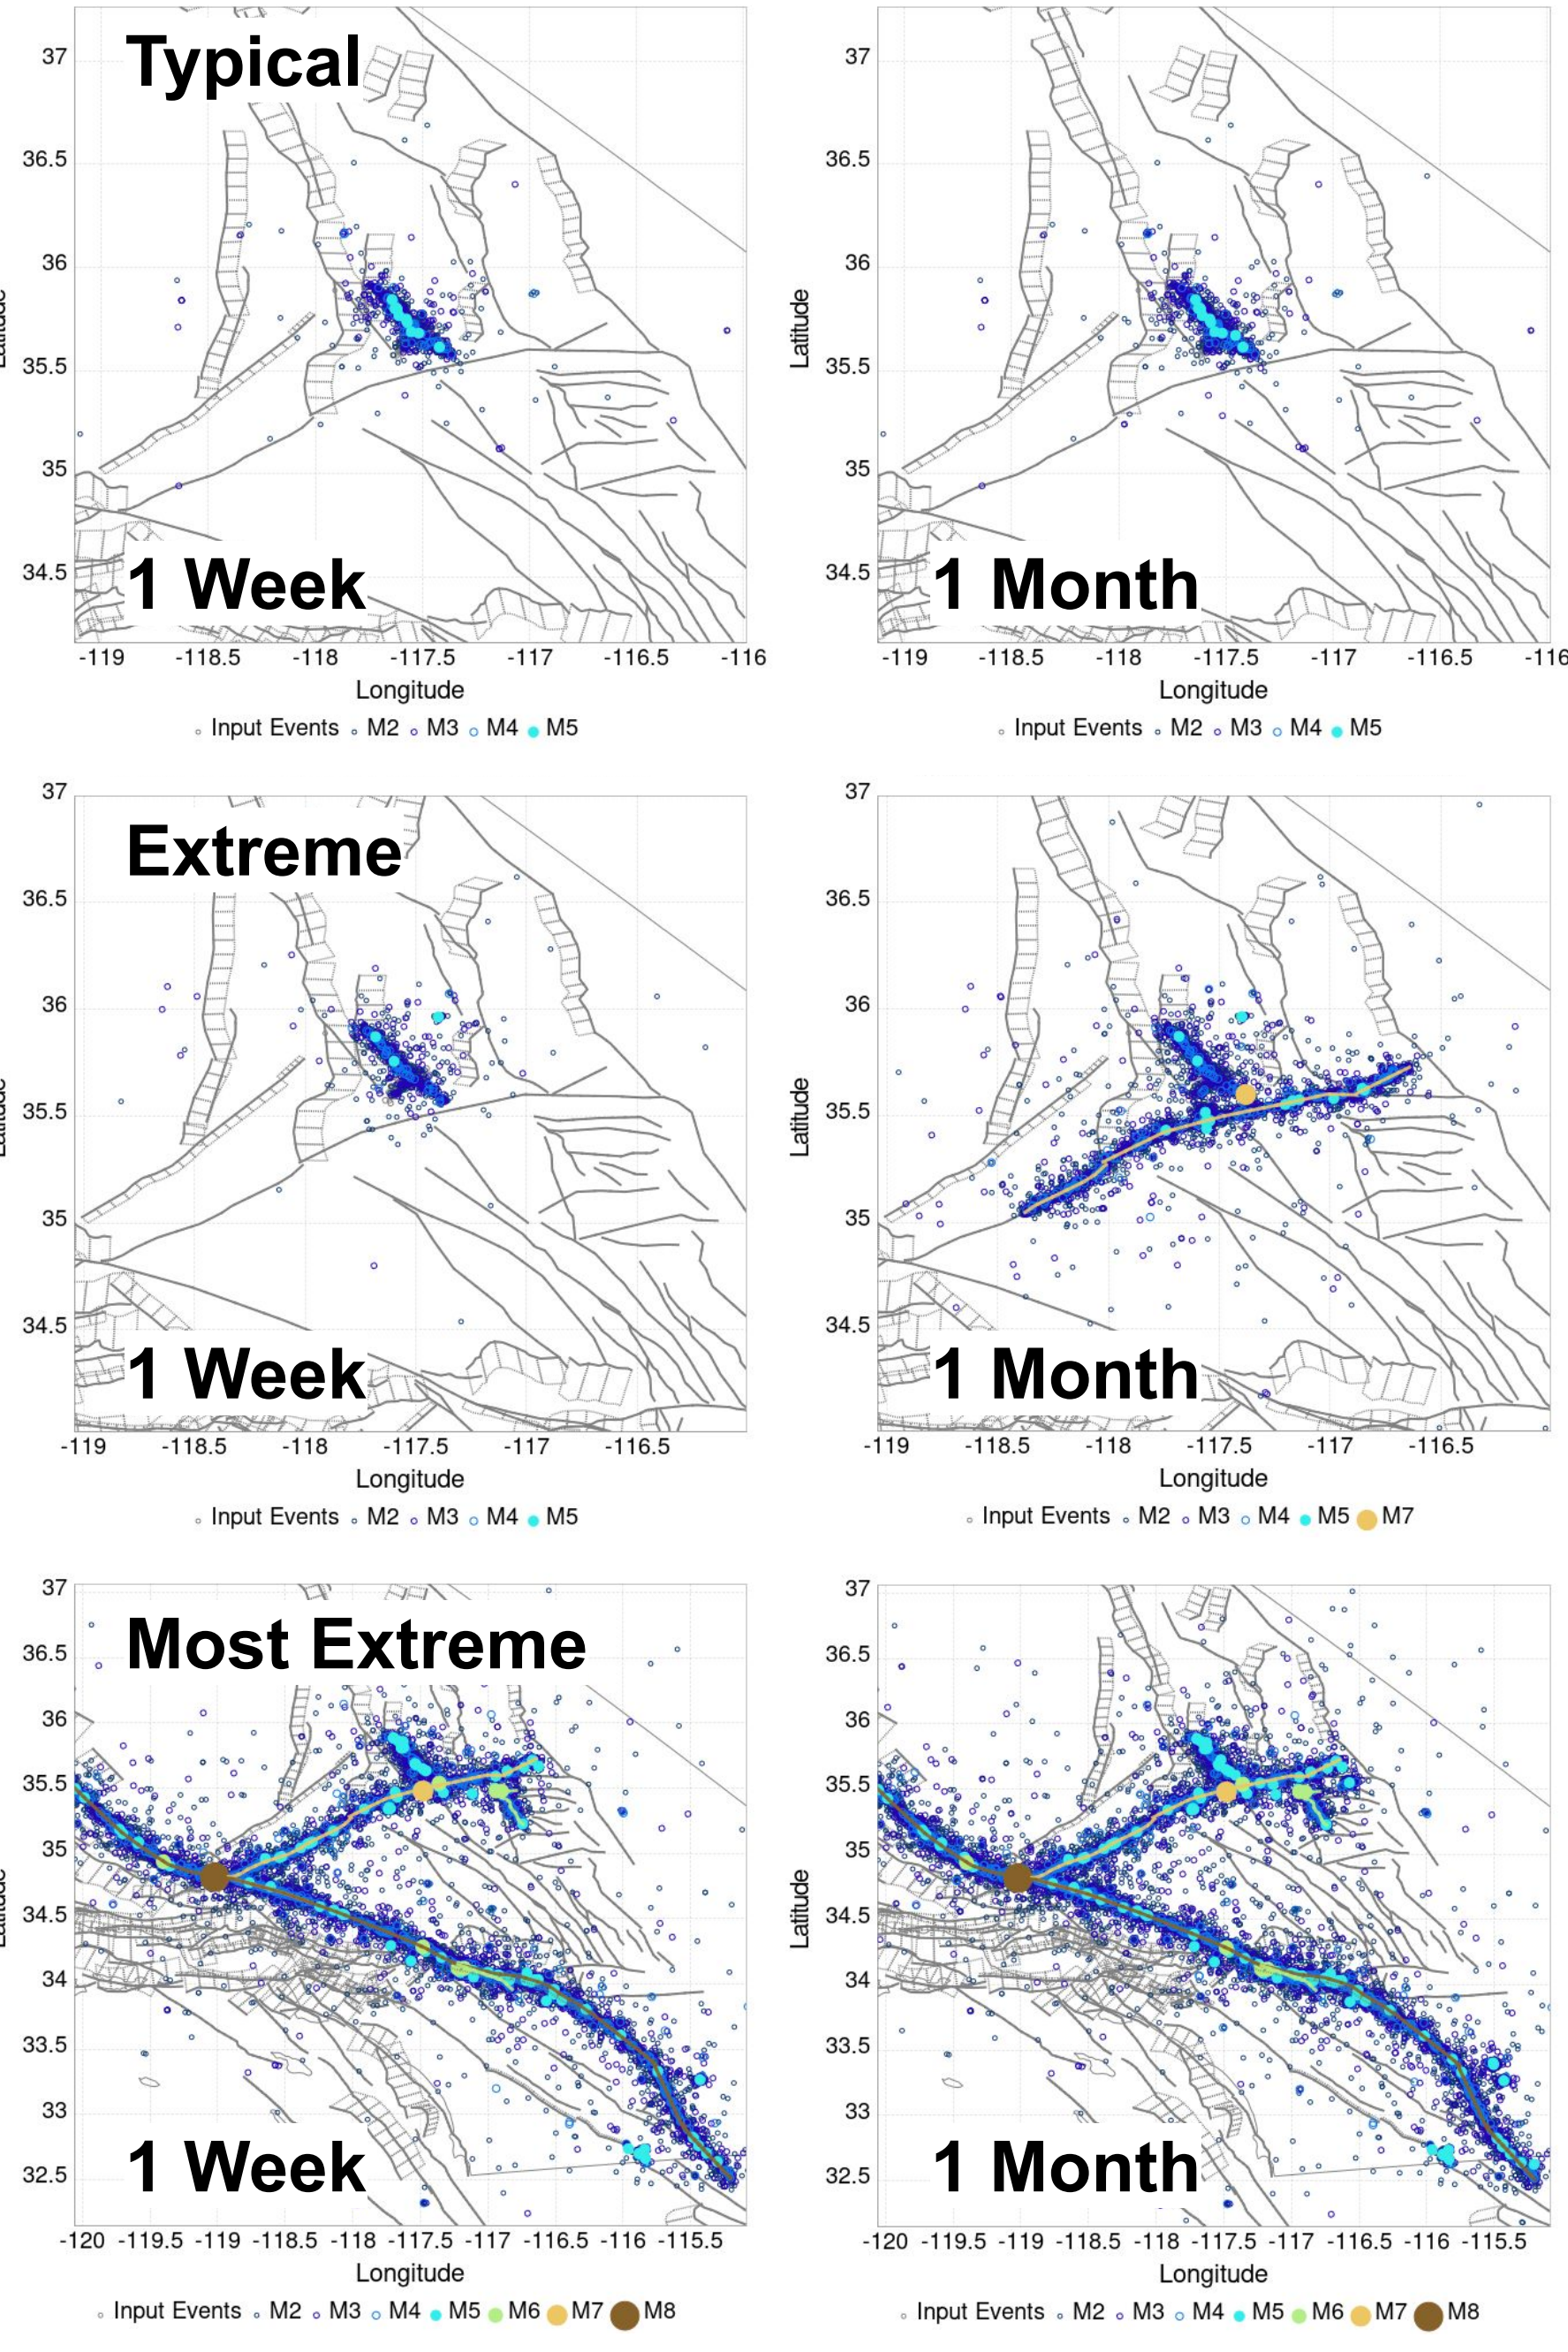 Typical
37
36.5
36
35.5
35
34.5
1 Week
-119 -118.5 -118 -117.5 -117 -116.5 -116
Longitude
Input Events M2 M3 M4 M5
37
36.5
36
35.5
35
34.5
Latitude
1 Month
-119 -118.5 -118 -117.5 -117 -116.5 -116
Longitude
Input Events M2 M3 M4 M5
Extreme
37
36.5
36
35.5
35
34.5
1 Week
-119 -118.5 -118 -117.5 -117 -116.5
Longitude
Input Events M2 M3 M4 M5
37
36.5
36
35.5
35
34.5
Latitude
1 Month
-119 -118.5 -118 -117.5 -117 -116.5
Longitude
Input Events M2 M3 M4 M5 M7
Most Extreme
37
36.5
36
35.5
35
34.5
34
33.5
33
32.5
1 Week
-120 -119.5 -119 -118.5 -118 -117.5 -117 -116.5 -116 -115.5
Longitude
Input Events M2 M3 M4 M5 M6 M7 M8
37
36.5
36
35.5
35
34.5
34
33.5
33
32.5
Latitude
1 Month
-120 -119.5 -119 -118.5 -118 -117.5 -117 -116.5 -116 -115.5
Longitude
Input Events M2 M3 M4 M5 M6 M7 M8